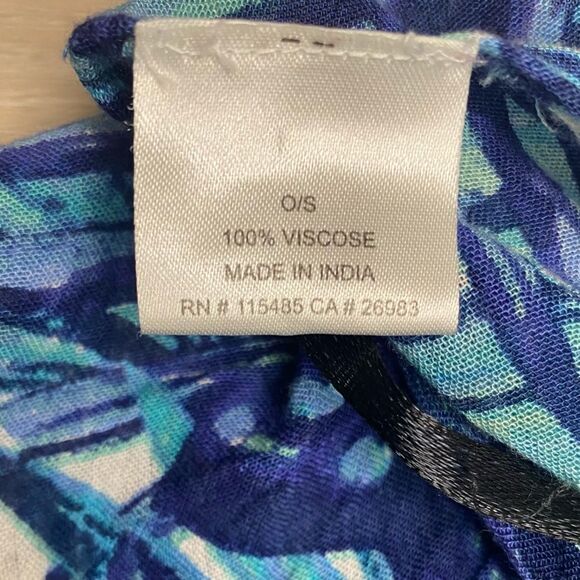 O/S
100% VISCOSE
MADE IN INDIA
RN # 115485 CA # 26983